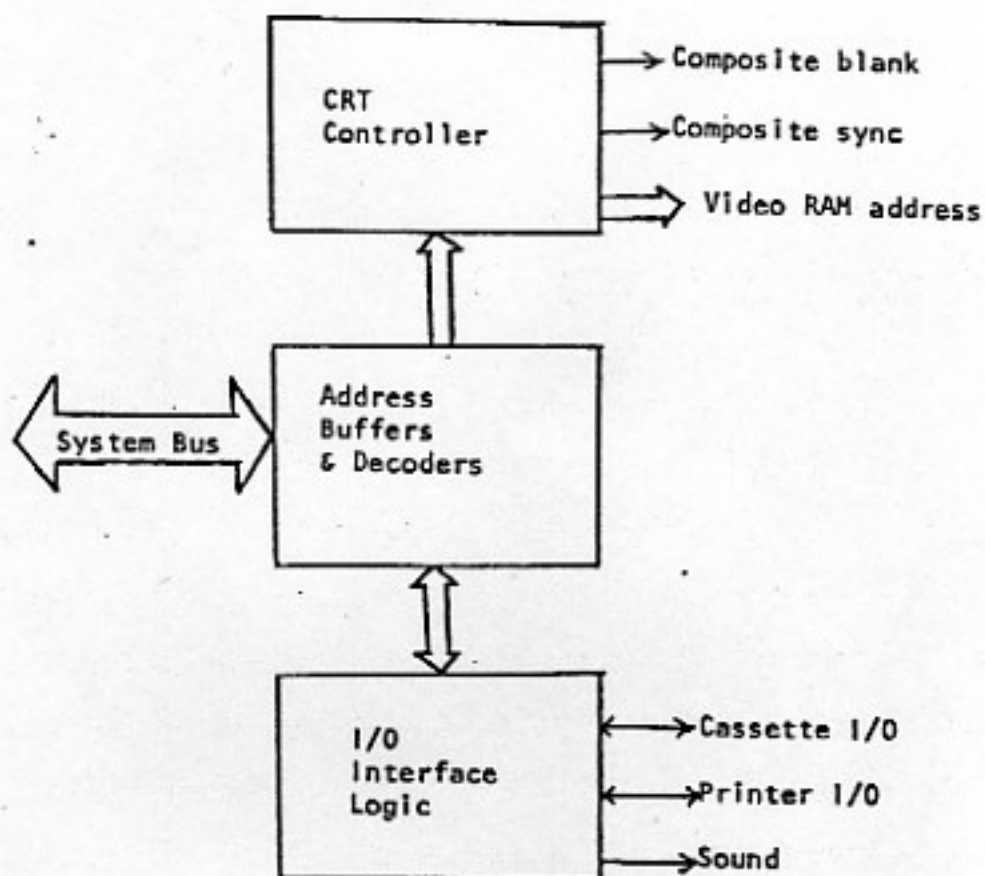 CRT
Controller
Composite blank
Composite sync
Video RAM address
System Bus
Address
Buffers
& Decoders
I/O
Interface
Logic
Cassette I/O
Printer I/O
Sound